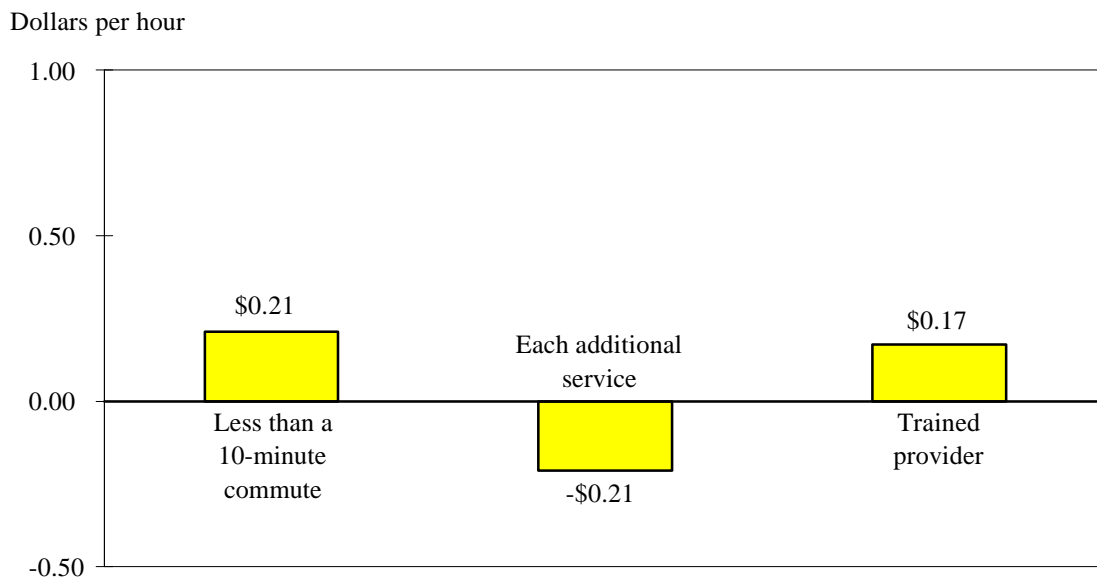 Dollars per hour
1.00
0.50
0.00
-0.50
$0.21
Less than a
10-minute
commute
Each additional
service
-$0.21
$0.17
Trained
provider